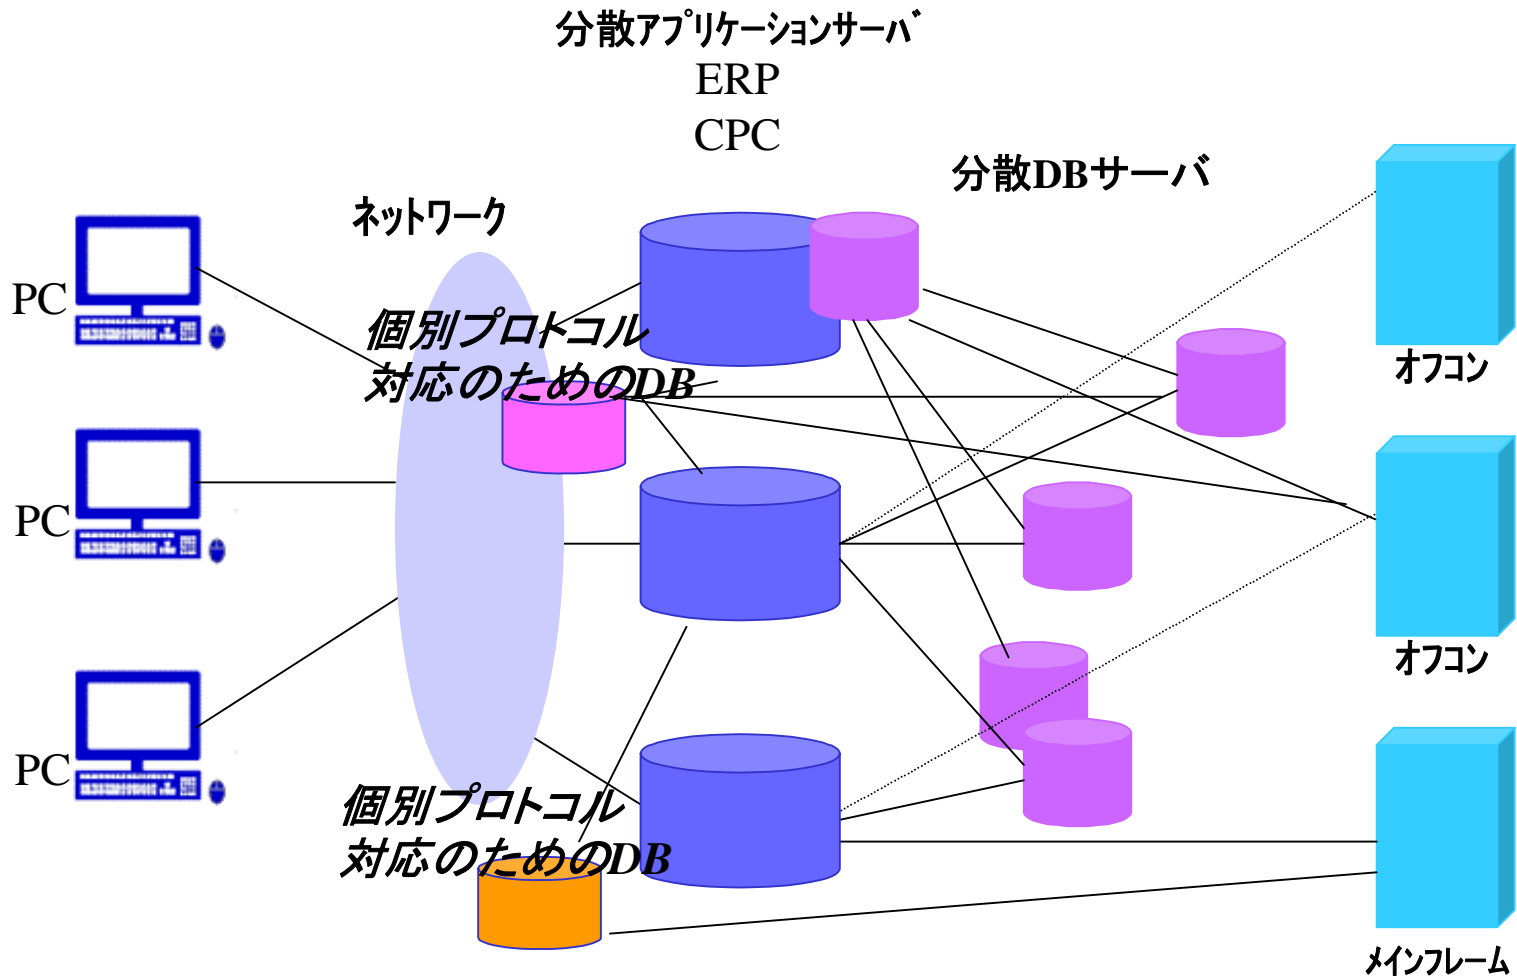 分散アプリケーションサーバ
ERP
CPC
分散DBサーバ
ネットワーク
PC
個別プロトコル
対応のためのDB
オフコン
PC
オフコン
PC
個別プロトコル
対応のためのDB
メインフレーム